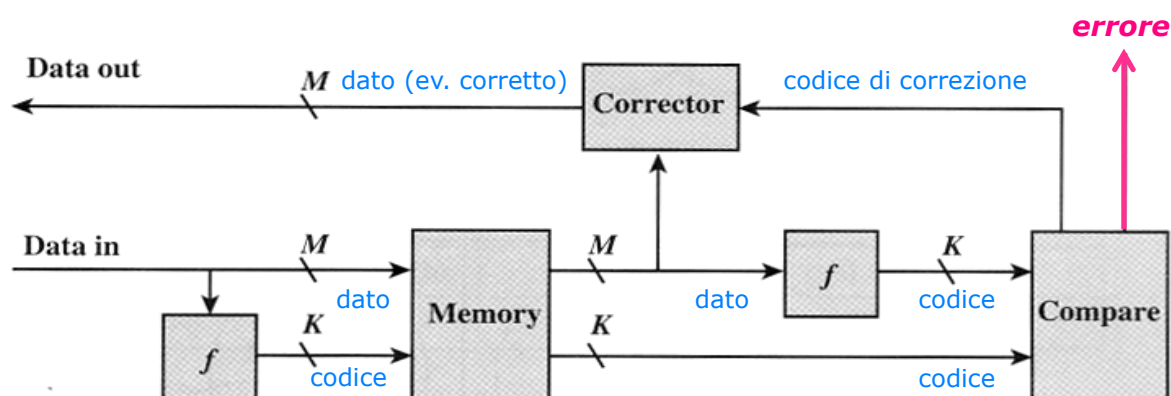 errore
Data out
M
dato (ev. corretto)
Corrector
codice di correzione
Data in
M
dato
f
K
codice
Memory
M
dato
K
f
K
codice
codice
Compare